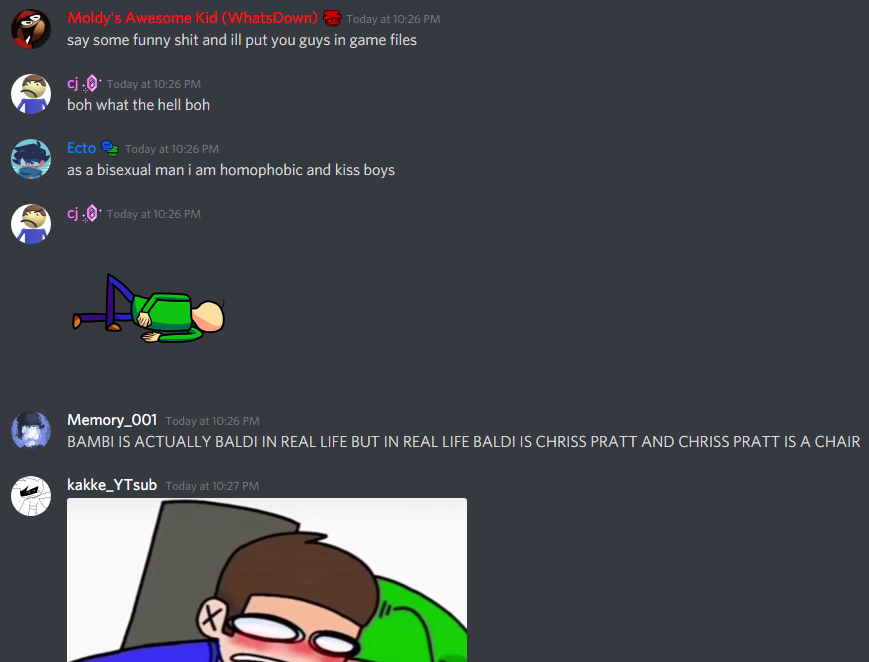 Moldy's Awesome Kid (WhatsDown) Today at 10:26 PM
say some funny shit and ill put you guys in game files
cj Today at 10:26 PM
boh what the hell boh
Ecto Today at 10:26 PM
as a bisexual man i am homophobic and kiss boys
cj Today at 10:26 PM
Memory_001 Today at 10:26 PM
BAMBI IS ACTUALLY BALDI IN REAL LIFE BUT IN REAL LIFE BALDI IS CHRISS PRATT AND CHRISS PRATT IS A CHAIR
kakke_YTsub Today at 10:27 PM